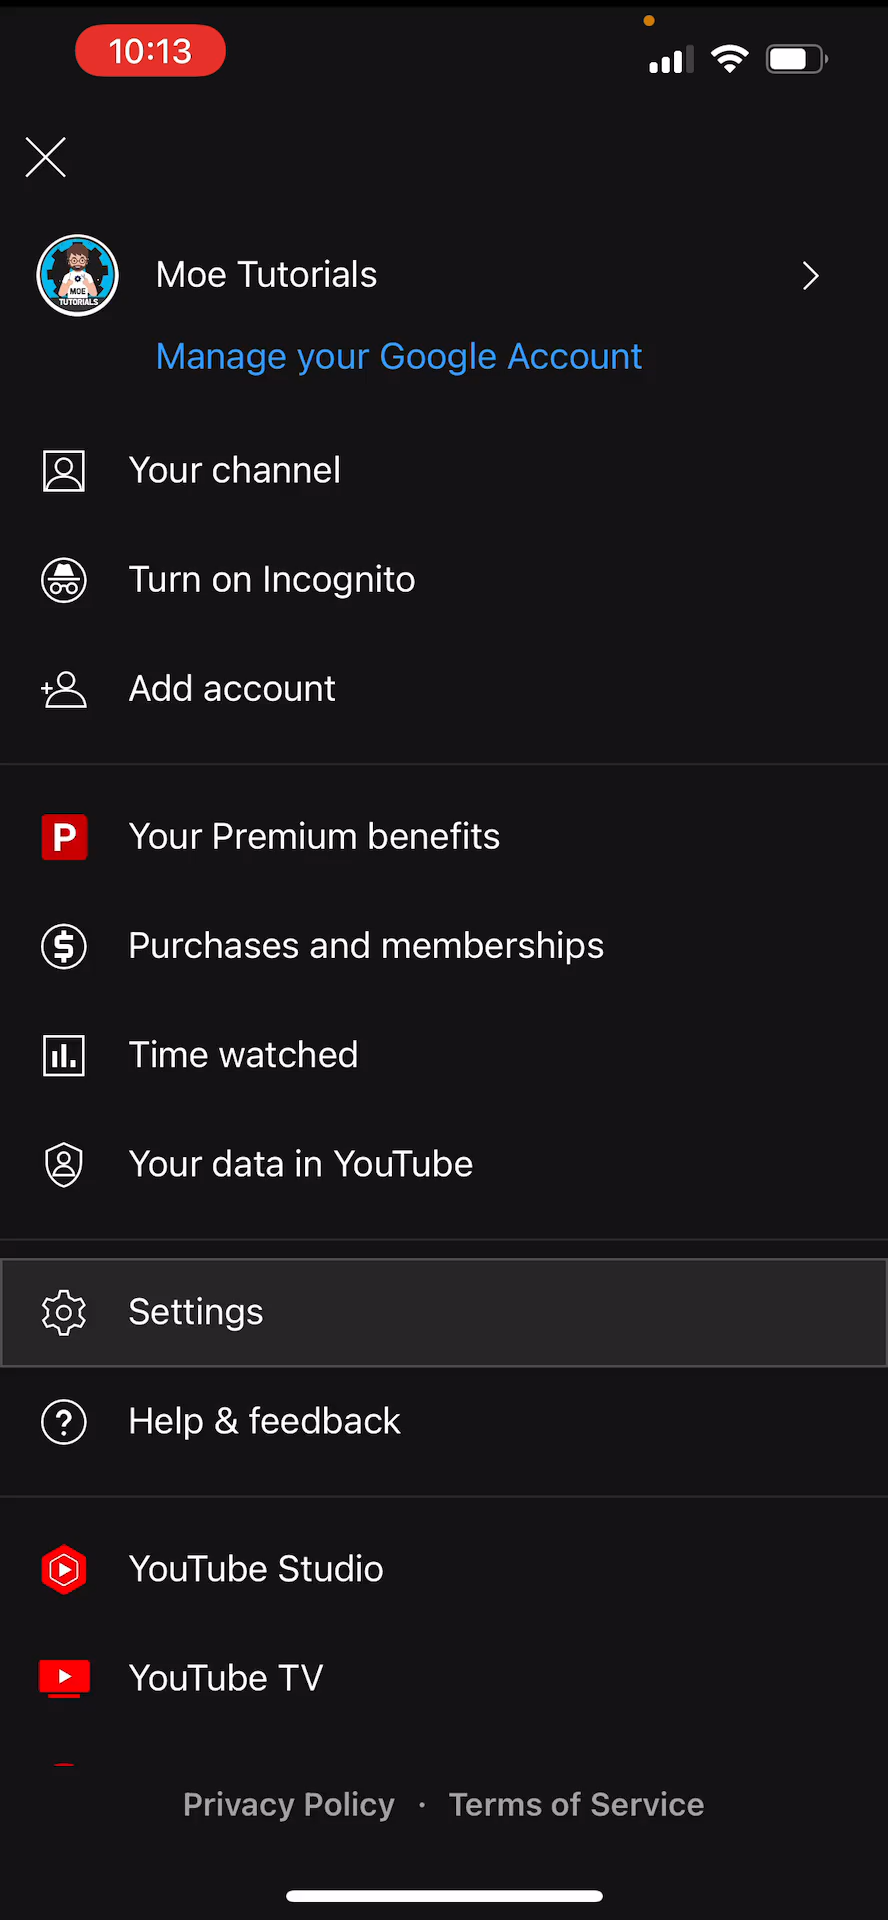 10:13
MOE
TUTORIALS
Moe Tutorials
Manage your Google Account
Your channel
Turn on Incognito
Add account
P
Your Premium benefits
$
Purchases and memberships
Time watched
Your data in YouTube
Settings
?
Help & feedback
YouTube Studio
YouTube TV
Privacy Policy · Terms of Service